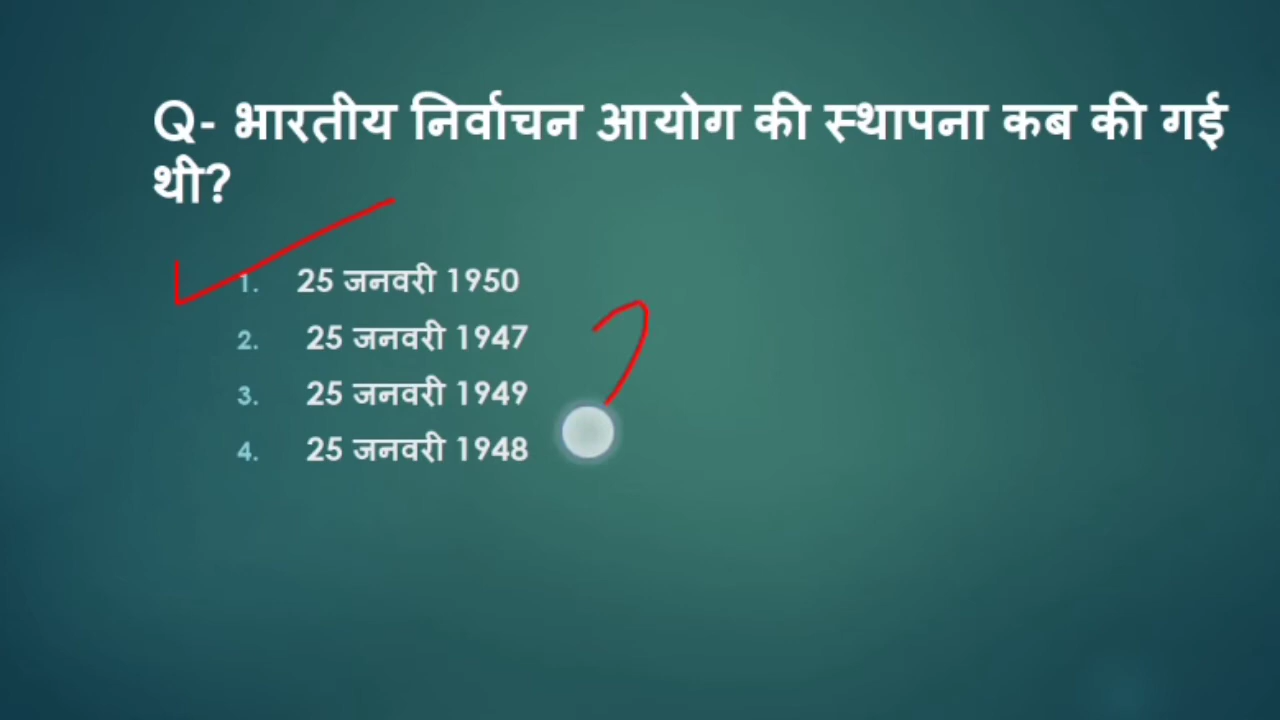 Q- भारतीय निर्वाचन आयोग की स्थापना कब की गई
थी?
1. 25 जनवरी 1950
2. 25 जनवरी 1947
3. 25 जनवरी 1949
4. 25 जनवरी 1948